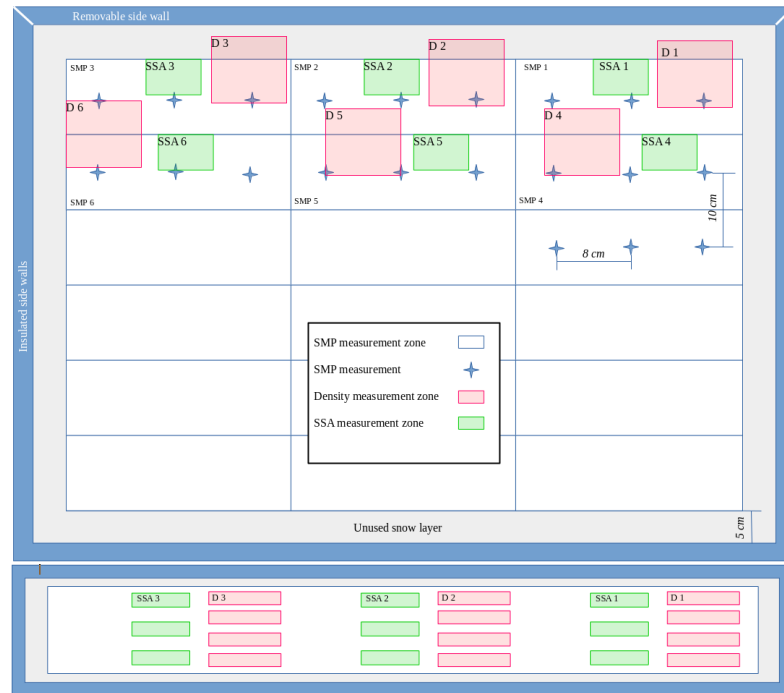 Removable side wall
D 3
D 2
D 1
SMP 3
SSA 3
SMP 2
SSA 2
SMP 1
SSA 1
D 6
D 5
D 4
SSA 6
SSA 5
SSA 4
SMP 6
SMP 5
SMP 4
10 cm
8 cm
Insulated side walls
SMP measurement zone
SMP measurement
Density measurement zone
SSA measurement zone
Unused snow layer
5 cm
SSA 3
D 3
SSA 2
D 2
SSA 1
D 1